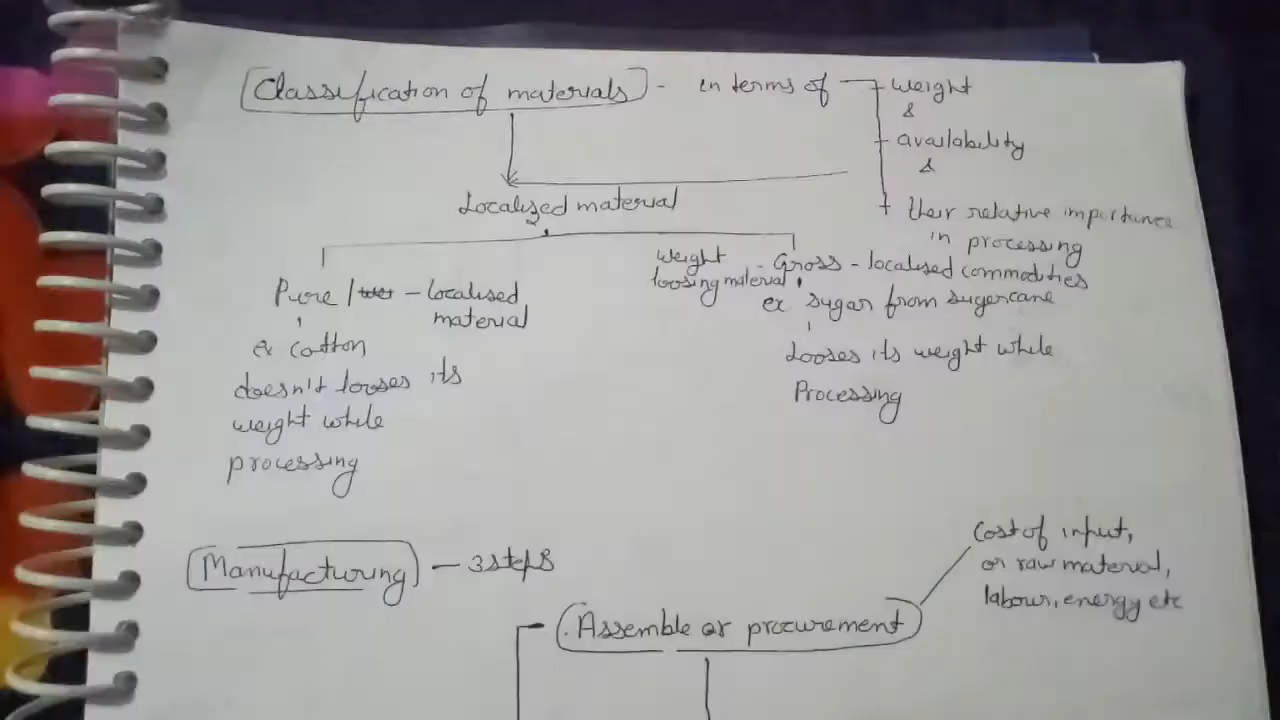 Classification of materials - in terms of - weight
&
- availability
&
- their relative importance
in processing
Localised material
Pure / - localised
material
ex cotton
doesn't looses its
weight while
processing
weight
loosing material
- Gross - localised commodities
ex sugar from sugercane
Looses its weight while
Processing
Manufacturing - 3 steps
Cost of input,
or raw material,
labour, energy etc
Assemble or procurement